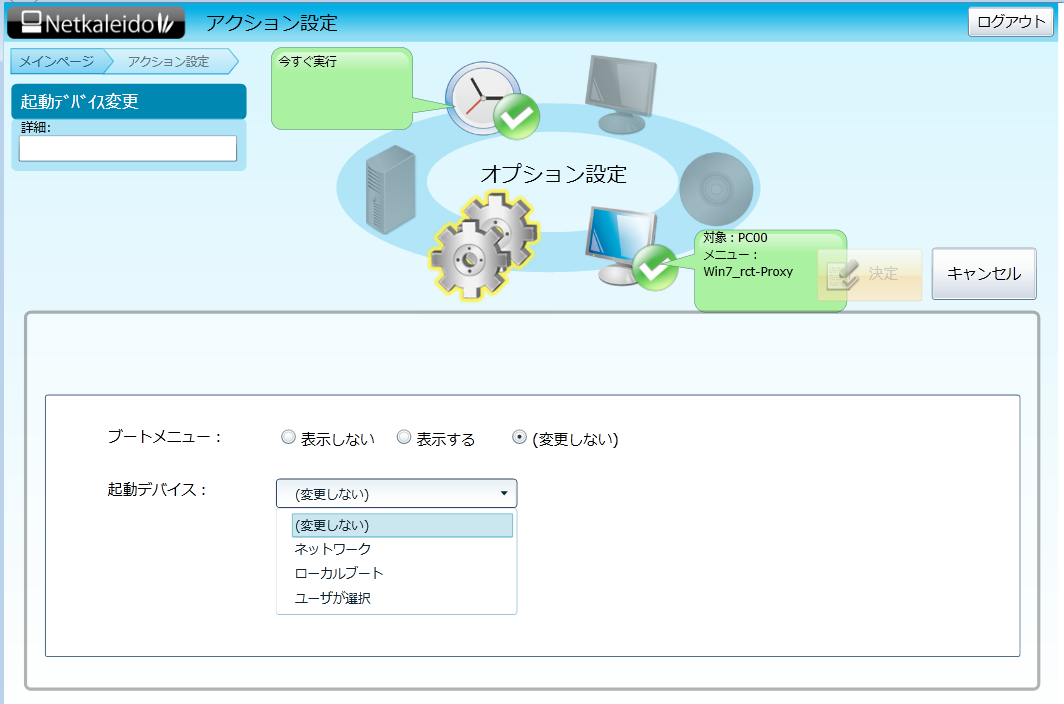 Netkaleido
アクション設定
ログアウト
メインページ
アクション設定
起動ﾃﾞﾊﾞｲｽ変更
詳細:
今すぐ実行
オプション設定
対象：PC00
メニュー：
Win7_rct-Proxy
決定
キャンセル
ブートメニュー：
表示しない
表示する
(変更しない)
起動デバイス：
(変更しない)
(変更しない)
ネットワーク
ローカルブート
ユーザが選択